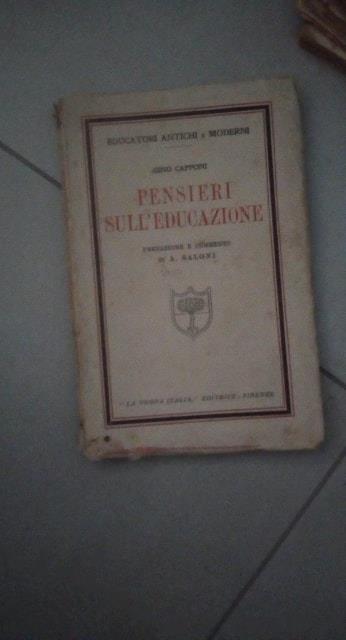 EDUCATORI ANTICHI E MODERNI
GINO CAPPONI
PENSIERI
SULL'EDUCAZIONE
PREFAZIONE E COMMENTO
DI A. SALONI
"LA NUOVA ITALIA,, EDITRICE - FIRENZE